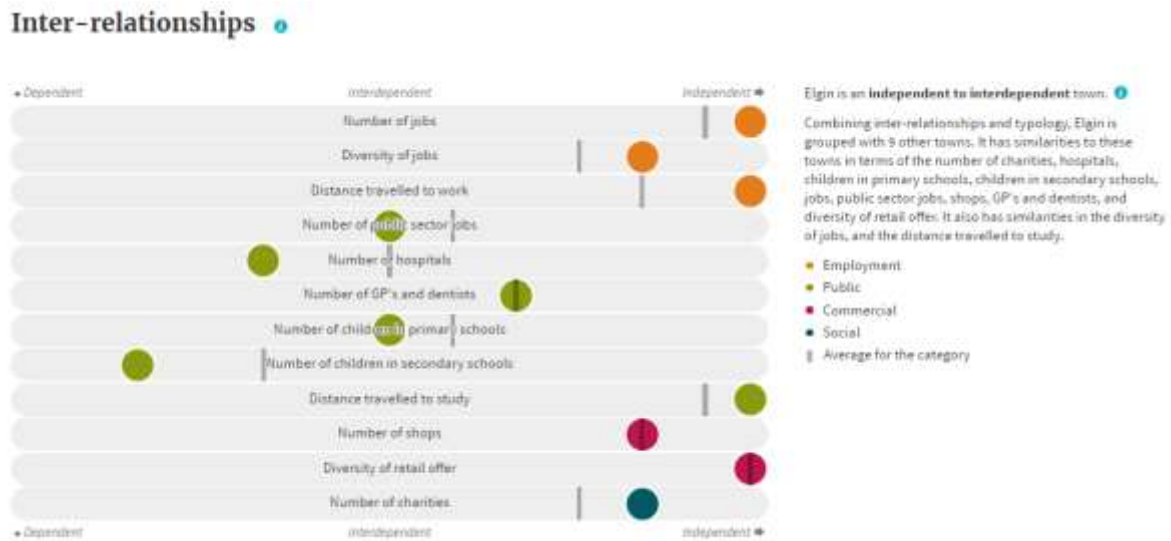 Inter-relationships i
Dependent Interdependent Independent
Number of jobs
Diversity of jobs
Distance travelled to work
Number of public sector jobs
Number of hospitals
Number of GP's and dentists
Number of children in primary schools
Number of children in secondary schools
Distance travelled to study
Number of shops
Diversity of retail offer
Number of charities
Dependent Interdependent Independent
Elgin is an independent to interdependent town. i
Combining inter-relationships and typology, Elgin is
grouped with 9 other towns. It has similarities to these
towns in terms of the number of charities, hospitals,
children in primary schools, children in secondary schools,
jobs, public sector jobs, shops, GP's and dentists, and
diversity of retail offer. It also has similarities in the diversity
of jobs, and the distance travelled to study.
Employment
Public
Commercial
Social
Average for the category